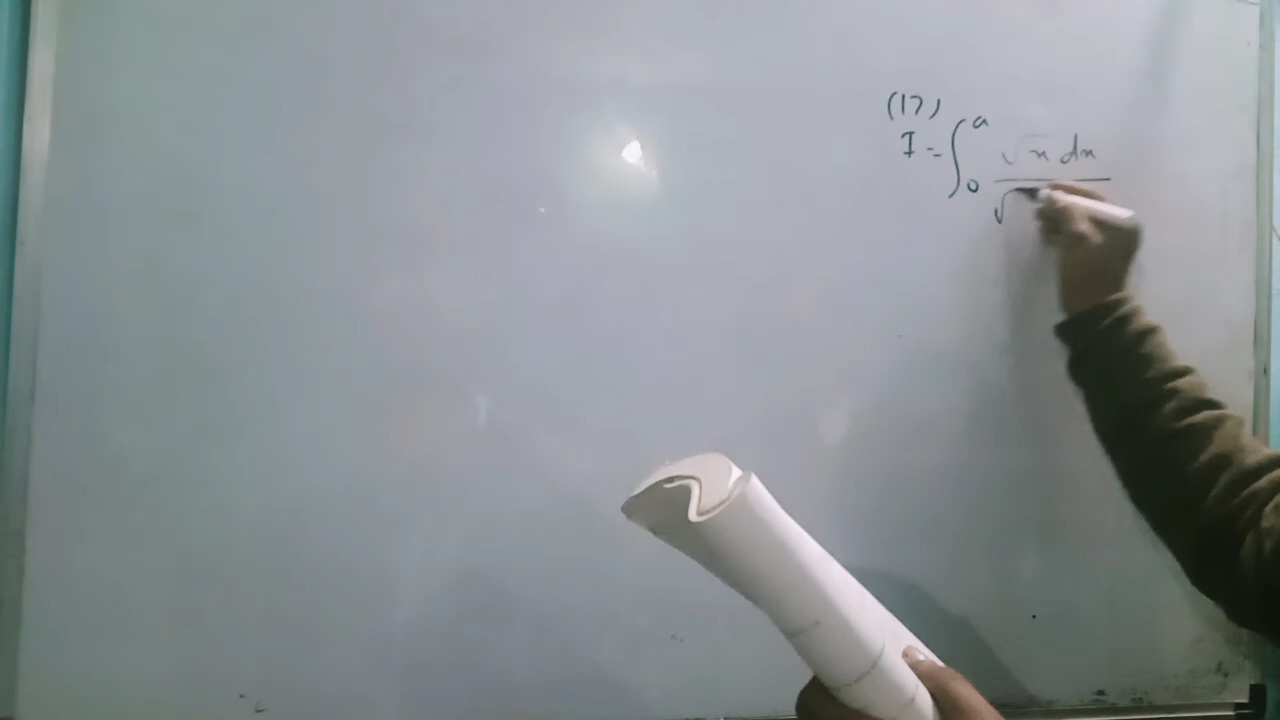 (17)
I = ∫₀ᵃ √x dx / √